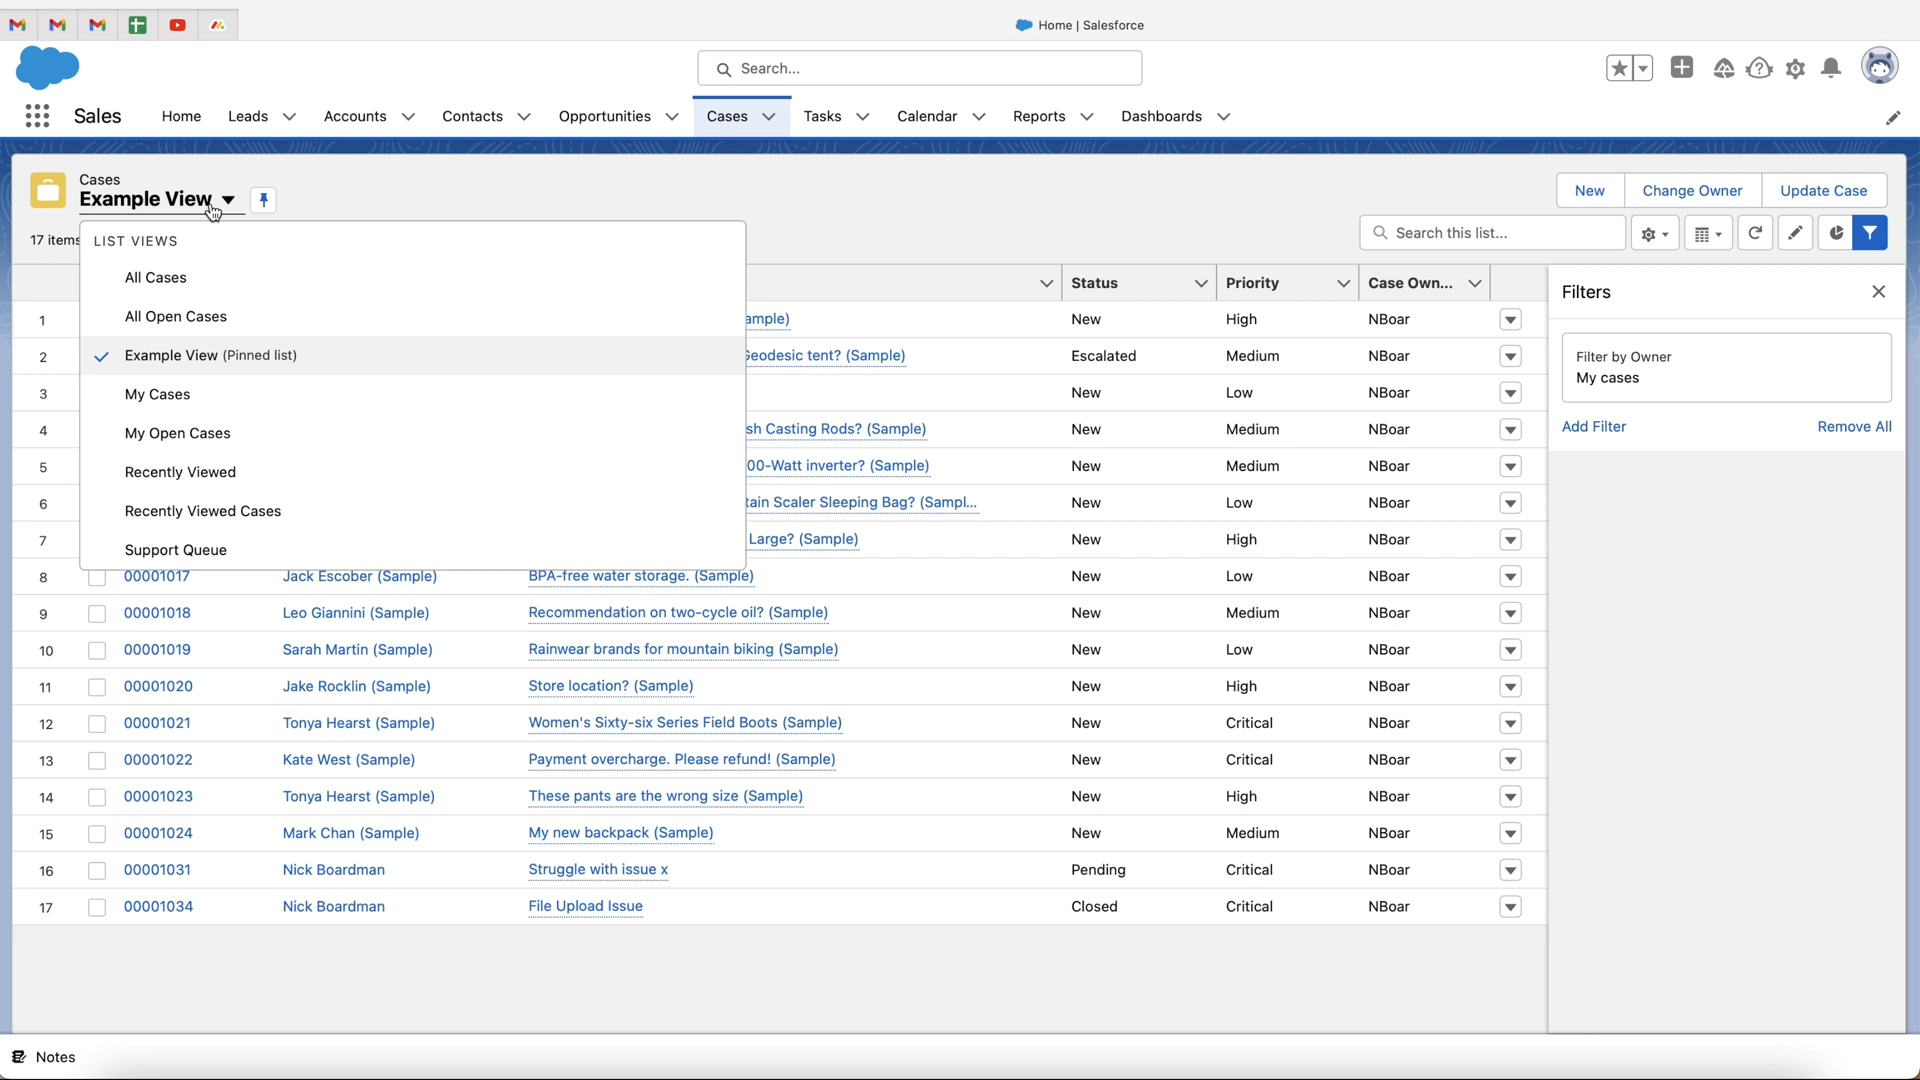 Home | Salesforce
Search...
Sales Home Leads Accounts Contacts Opportunities Cases Tasks Calendar Reports Dashboards
Cases
Example View
New Change Owner Update Case
17 items
Search this list...
LIST VIEWS
All Cases
All Open Cases
Example View (Pinned list)
My Cases
My Open Cases
Recently Viewed
Recently Viewed Cases
Support Queue
Status Priority Case Own...
1 ample) New High NBoar
2 Geodesic tent? (Sample) Escalated Medium NBoar
3 New Low NBoar
4 sh Casting Rods? (Sample) New Medium NBoar
5 00-Watt inverter? (Sample) New Medium NBoar
6 tain Scaler Sleeping Bag? (Sampl... New Low NBoar
7 Large? (Sample) New High NBoar
8 00001017 Jack Escober (Sample) BPA-free water storage. (Sample) New Low NBoar
9 00001018 Leo Giannini (Sample) Recommendation on two-cycle oil? (Sample) New Medium NBoar
10 00001019 Sarah Martin (Sample) Rainwear brands for mountain biking (Sample) New Low NBoar
11 00001020 Jake Rocklin (Sample) Store location? (Sample) New High NBoar
12 00001021 Tonya Hearst (Sample) Women's Sixty-six Series Field Boots (Sample) New Critical NBoar
13 00001022 Kate West (Sample) Payment overcharge. Please refund! (Sample) New Critical NBoar
14 00001023 Tonya Hearst (Sample) These pants are the wrong size (Sample) New High NBoar
15 00001024 Mark Chan (Sample) My new backpack (Sample) New Medium NBoar
16 00001031 Nick Boardman Struggle with issue x Pending Critical NBoar
17 00001034 Nick Boardman File Upload Issue Closed Critical NBoar
Filters
Filter by Owner
My cases
Add Filter Remove All
Notes